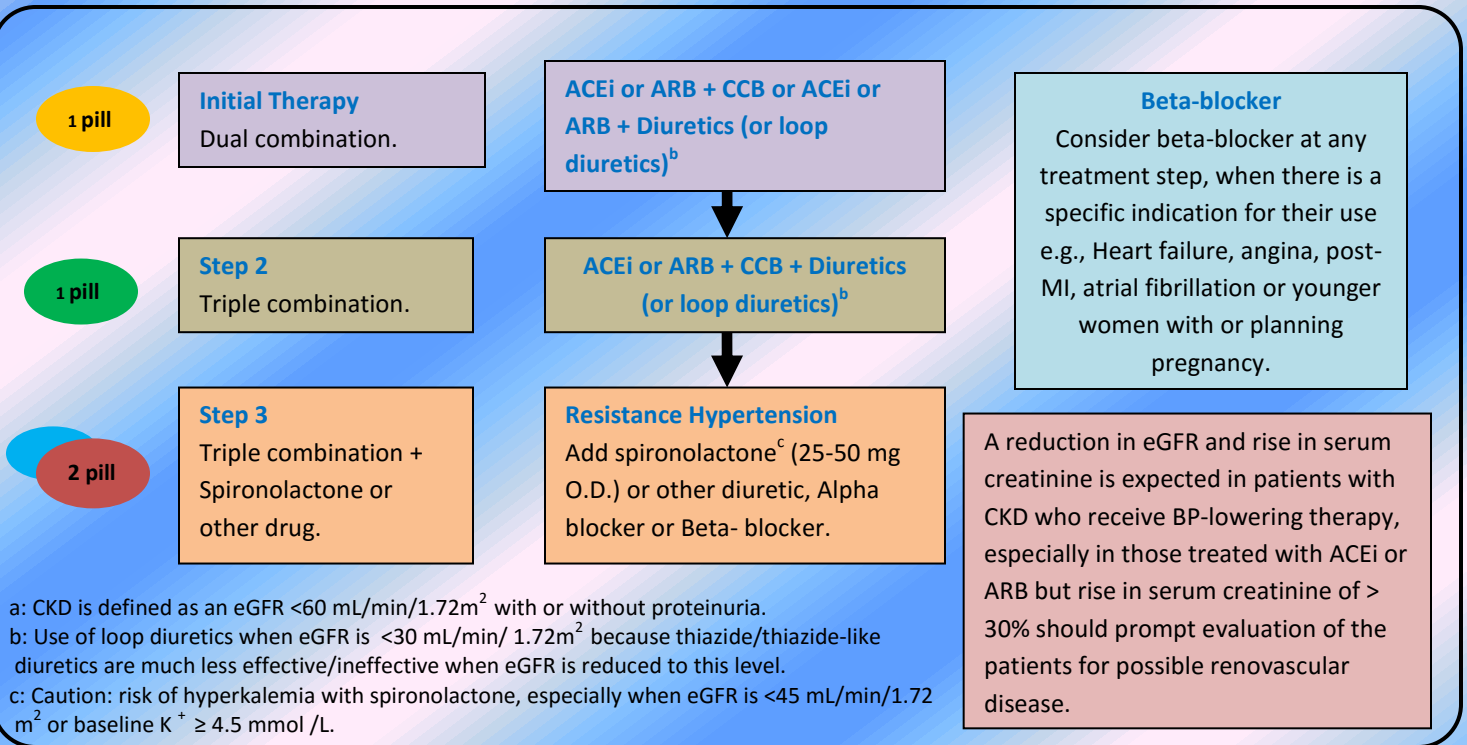 1 pill
Initial Therapy
Dual combination.
ACEi or ARB + CCB or ACEi or
ARB + Diuretics (or loop
diuretics)b
Beta-blocker
Consider beta-blocker at any
treatment step, when there is a
specific indication for their use
e.g., Heart failure, angina, post-
MI, atrial fibrillation or younger
women with or planning
pregnancy.
1 pill
Step 2
Triple combination.
ACEi or ARB + CCB + Diuretics
(or loop diuretics)b
2 pill
Step 3
Triple combination +
Spironolactone or
other drug.
Resistance Hypertension
Add spironolactonec (25-50 mg
O.D.) or other diuretic, Alpha
blocker or Beta- blocker.
A reduction in eGFR and rise in serum
creatinine is expected in patients with
CKD who receive BP-lowering therapy,
especially in those treated with ACEi or
ARB but rise in serum creatinine of >
30% should prompt evaluation of the
patients for possible renovascular
disease.
a: CKD is defined as an eGFR <60 mL/min/1.72m2 with or without proteinuria.
b: Use of loop diuretics when eGFR is <30 mL/min/ 1.72m2 because thiazide/thiazide-like
diuretics are much less effective/ineffective when eGFR is reduced to this level.
c: Caution: risk of hyperkalemia with spironolactone, especially when eGFR is <45 mL/min/1.72
m2 or baseline K + ≥ 4.5 mmol /L.